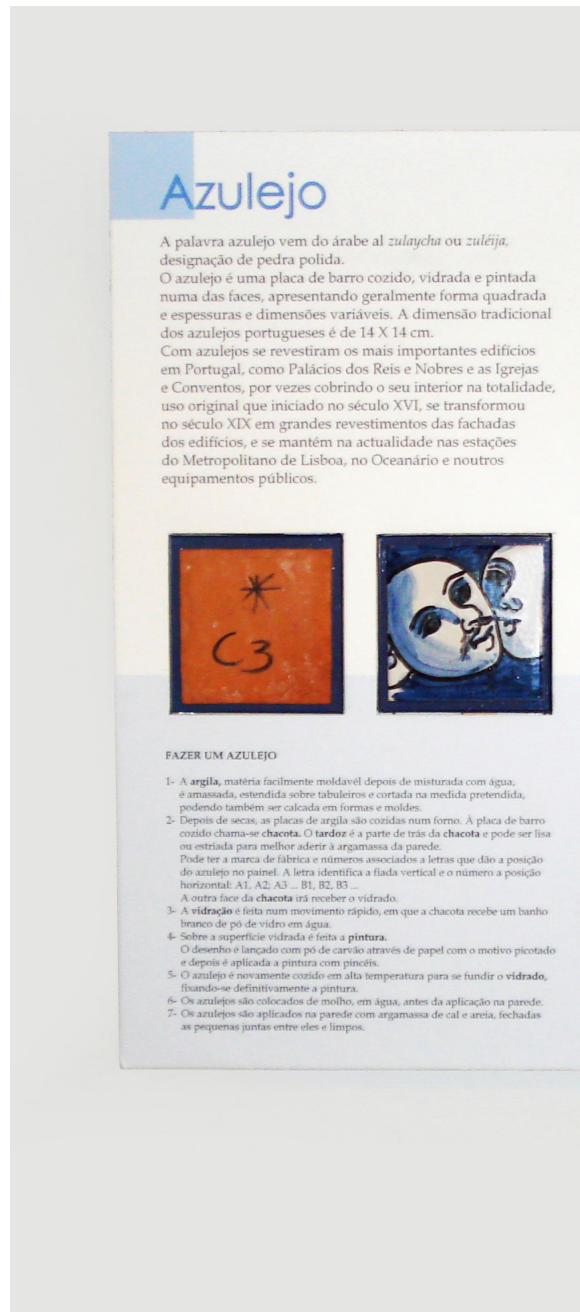 Azulejo
A palavra azulejo vem do árabe al zulaycha ou zuléija,
designação de pedra polida.
O azulejo é uma placa de barro cozido, vidrada e pintada
numa das faces, apresentando geralmente forma quadrada
e espessuras e dimensões variáveis. A dimensão tradicional
dos azulejos portugueses é de 14 X 14 cm.
Com azulejos se revestiram os mais importantes edifícios
em Portugal, como Palácios dos Reis e Nobres e as Igrejas
e Conventos, por vezes cobrindo o seu interior na totalidade,
uso original que iniciado no século XVI, se transformou
no século XIX em grandes revestimentos das fachadas
dos edifícios, e se mantém na actualidade nas estações
do Metropolitano de Lisboa, no Oceanário e noutros
equipamentos públicos.
C3
FAZER UM AZULEJO
1- A argila, matéria facilmente moldavél depois de misturada com água,
é amassada, estendida sobre tabuleiros e cortada na medida pretendida,
podendo também ser calcada em formas e moldes.
2- Depois de secas, as placas de argila são cozidas num forno. À placa de barro
cozido chama-se chacota. O tardoz é a parte de trás da chacota e pode ser lisa
ou estriada para melhor aderir à argamassa da parede.
Pode ter a marca de fábrica e números associados a letras que dão a posição
do azulejo no painel. A letra identifica a fiada vertical e o número a posição
horizontal: A1, A2, A3 ... B1, B2, B3 ...
A outra face da chacota irá receber o vidrado.
3- A vidração é feita num movimento rápido, em que a chacota recebe um banho
branco de pó de vidro em água.
4- Sobre a superfície vidrada é feita a pintura.
O desenho é lançado com pó de carvão através de papel com o motivo picotado
e depois é aplicada a pintura com pincéis.
5- O azulejo é novamente cozido em alta temperatura para se fundir o vidrado,
fixando-se definitivamente a pintura.
6- Os azulejos são colocados de molho, em água, antes da aplicação na parede.
7- Os azulejos são aplicados na parede com argamassa de cal e areia, fechadas
as pequenas juntas entre eles e limpos.